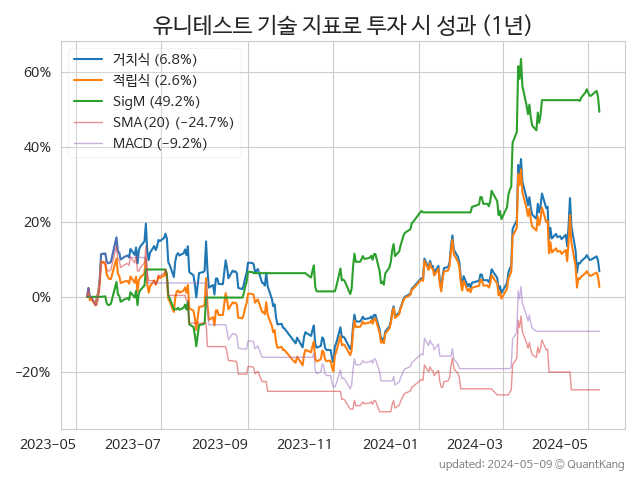 유니테스트 기술 지표로 투자 시 성과 (1년)
거치식 (6.8%)
적립식 (2.6%)
SigM (49.2%)
SMA(20) (−24.7%)
MACD (−9.2%)
60%
40%
20%
0%
−20%
2023-05 2023-07 2023-09 2023-11 2024-01 2024-03 2024-05
updated: 2024-05-09 © QuantKang